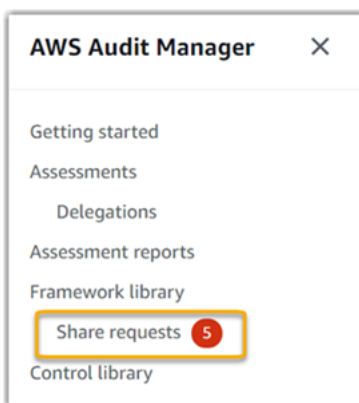 AWS Audit Manager
Getting started
Assessments
Delegations
Assessment reports
Framework library
Share requests 5
Control library